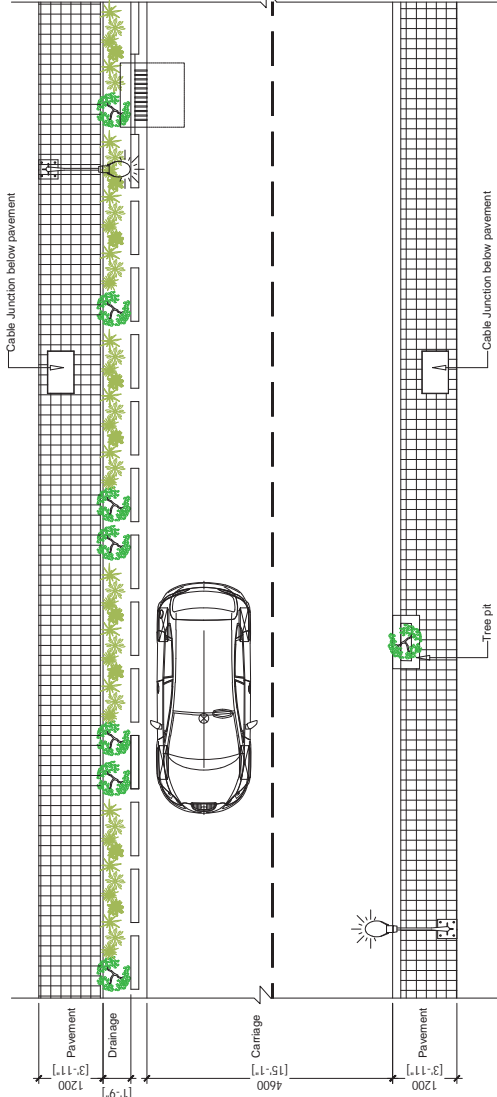 Cable Junction below pavement
Pavement
1200
[3'-11"]
Drainage
[1'-9"]
Carriage
4600
[15'-1"]
Pavement
1200
[3'-11"]
Tree pit
Cable Junction below pavement